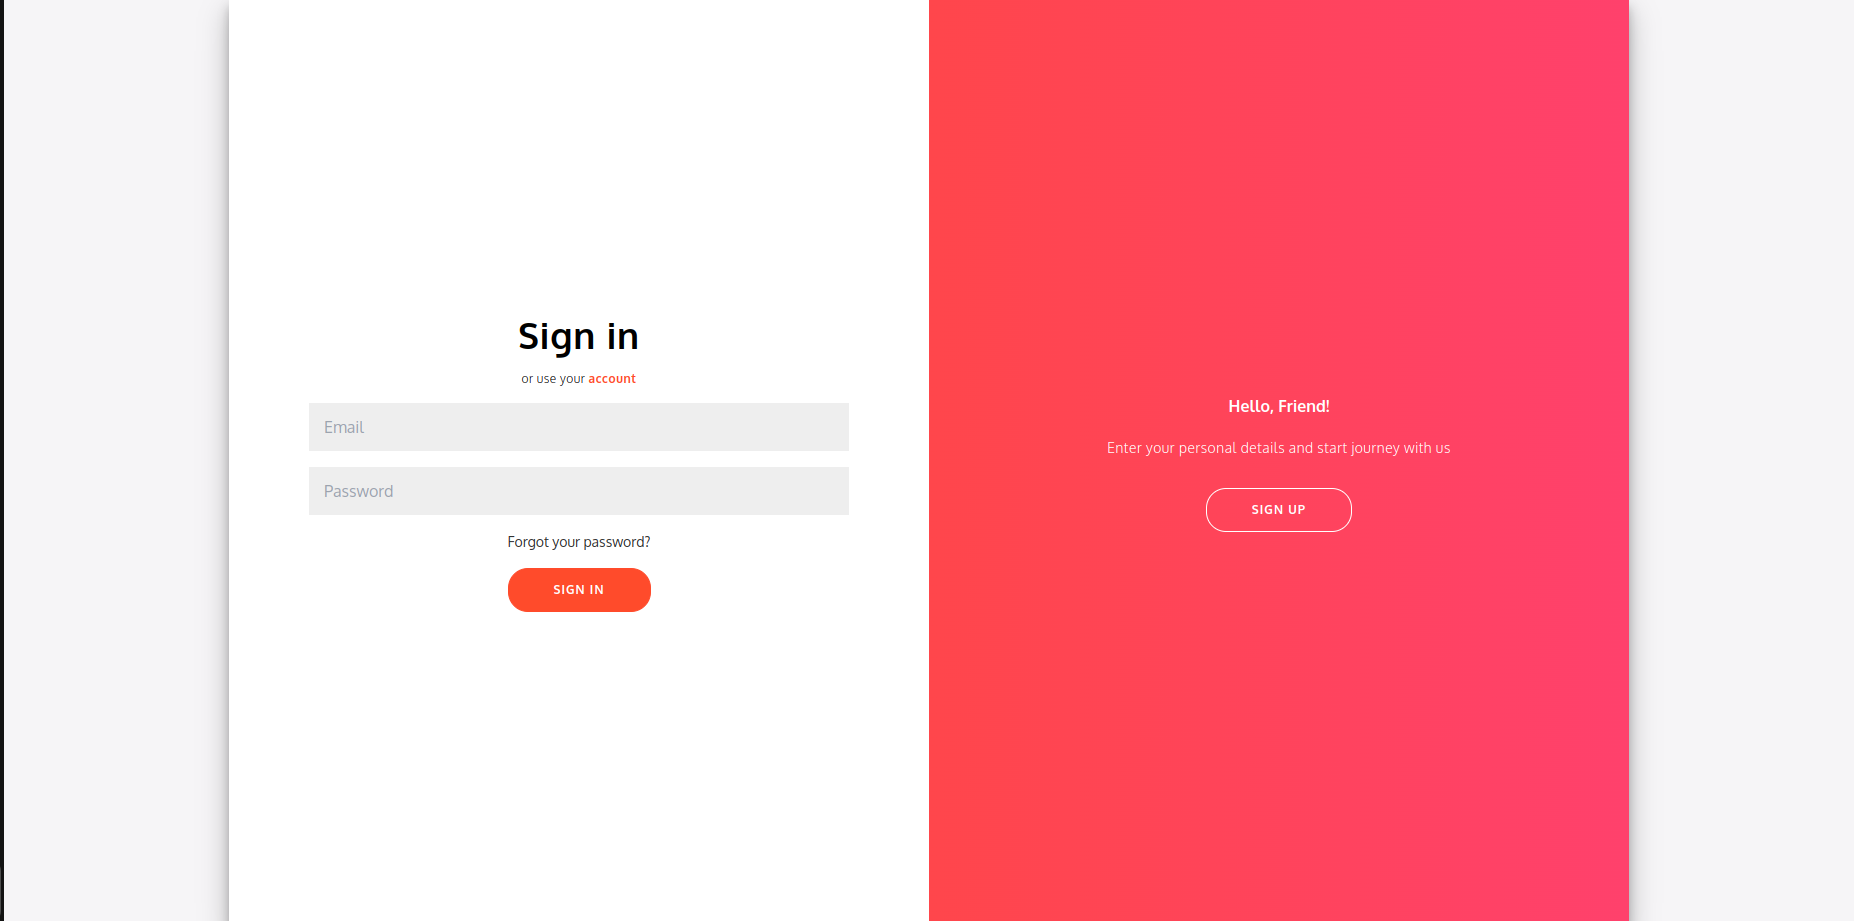 Sign in
or use your account
Email
Password
Forgot your password?
SIGN IN
Hello, Friend!
Enter your personal details and start journey with us
SIGN UP